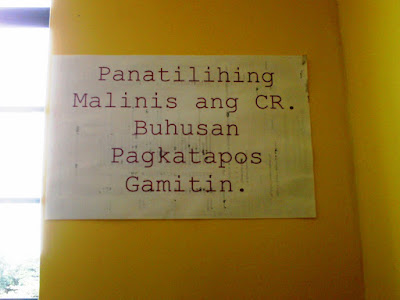 Panatilihing
Malinis ang CR.
Buhusan
Pagkatapos
Gamitin.